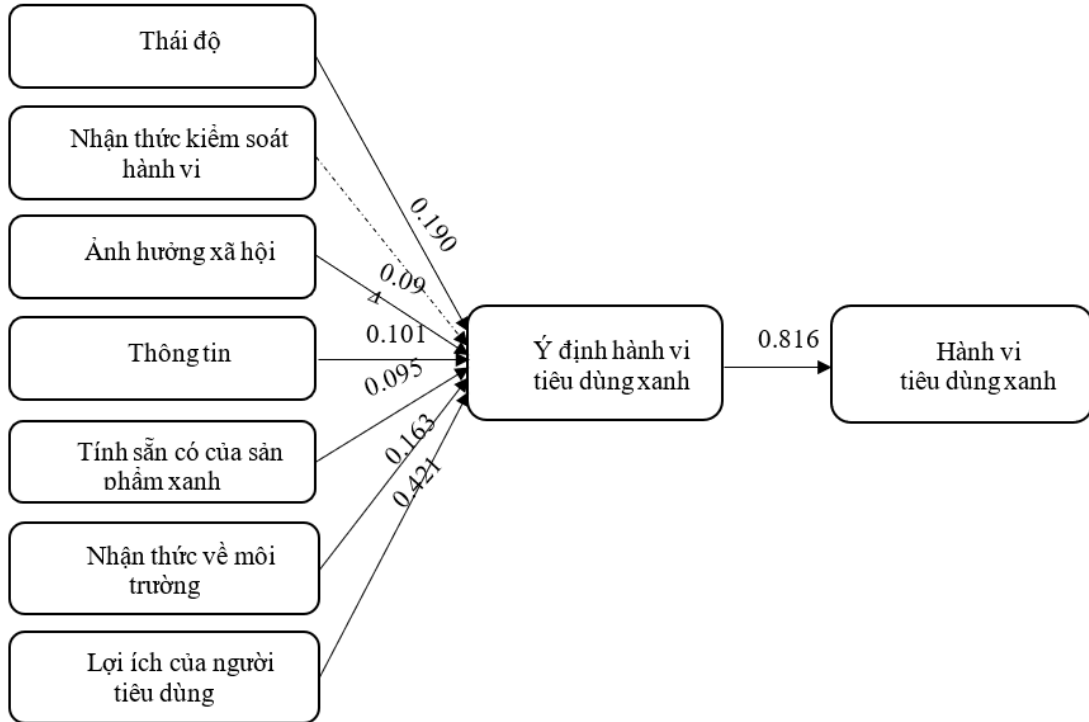 Thái độ
Nhận thức kiểm soát
hành vi
Ảnh hưởng xã hội
Thông tin
Tính sẵn có của sản
phẩm xanh
Nhận thức về môi
trường
Lợi ích của người
tiêu dùng
0.190
0.09
4
0.101
0.095
0.163
0.421
Ý định hành vi
tiêu dùng xanh
0.816
Hành vi
tiêu dùng xanh